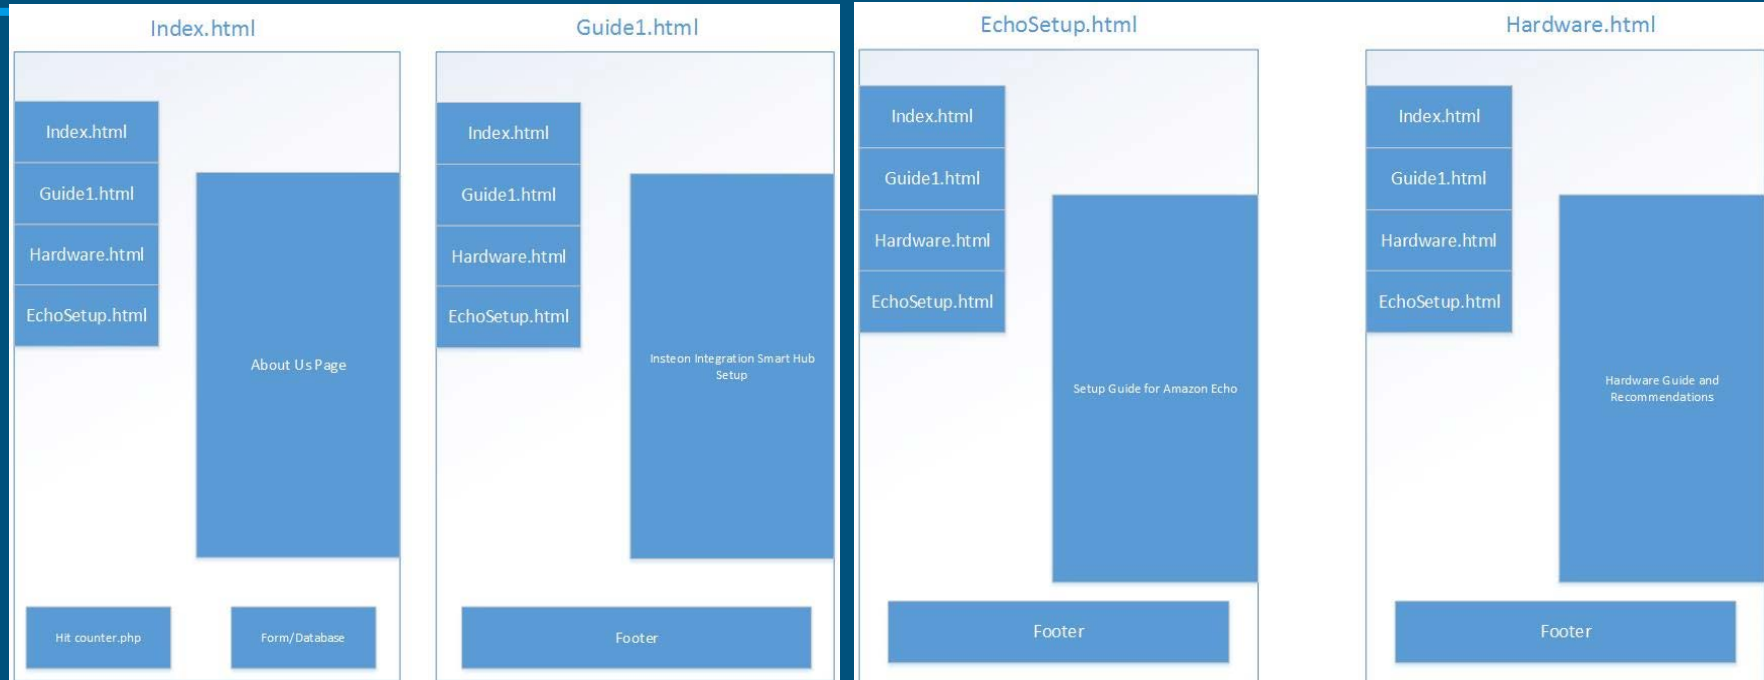 Index.html
Index.html
Guide1.html
Hardware.html
EchoSetup.html
About Us Page
Hit counter.php
Form/Database
Guide1.html
Index.html
Guide1.html
Hardware.html
EchoSetup.html
Insteon Integration Smart Hub
Setup
Footer
EchoSetup.html
Index.html
Guide1.html
Hardware.html
EchoSetup.html
Setup Guide for Amazon Echo
Footer
Hardware.html
Index.html
Guide1.html
Hardware.html
EchoSetup.html
Hardware Guide and
Recommendations
Footer